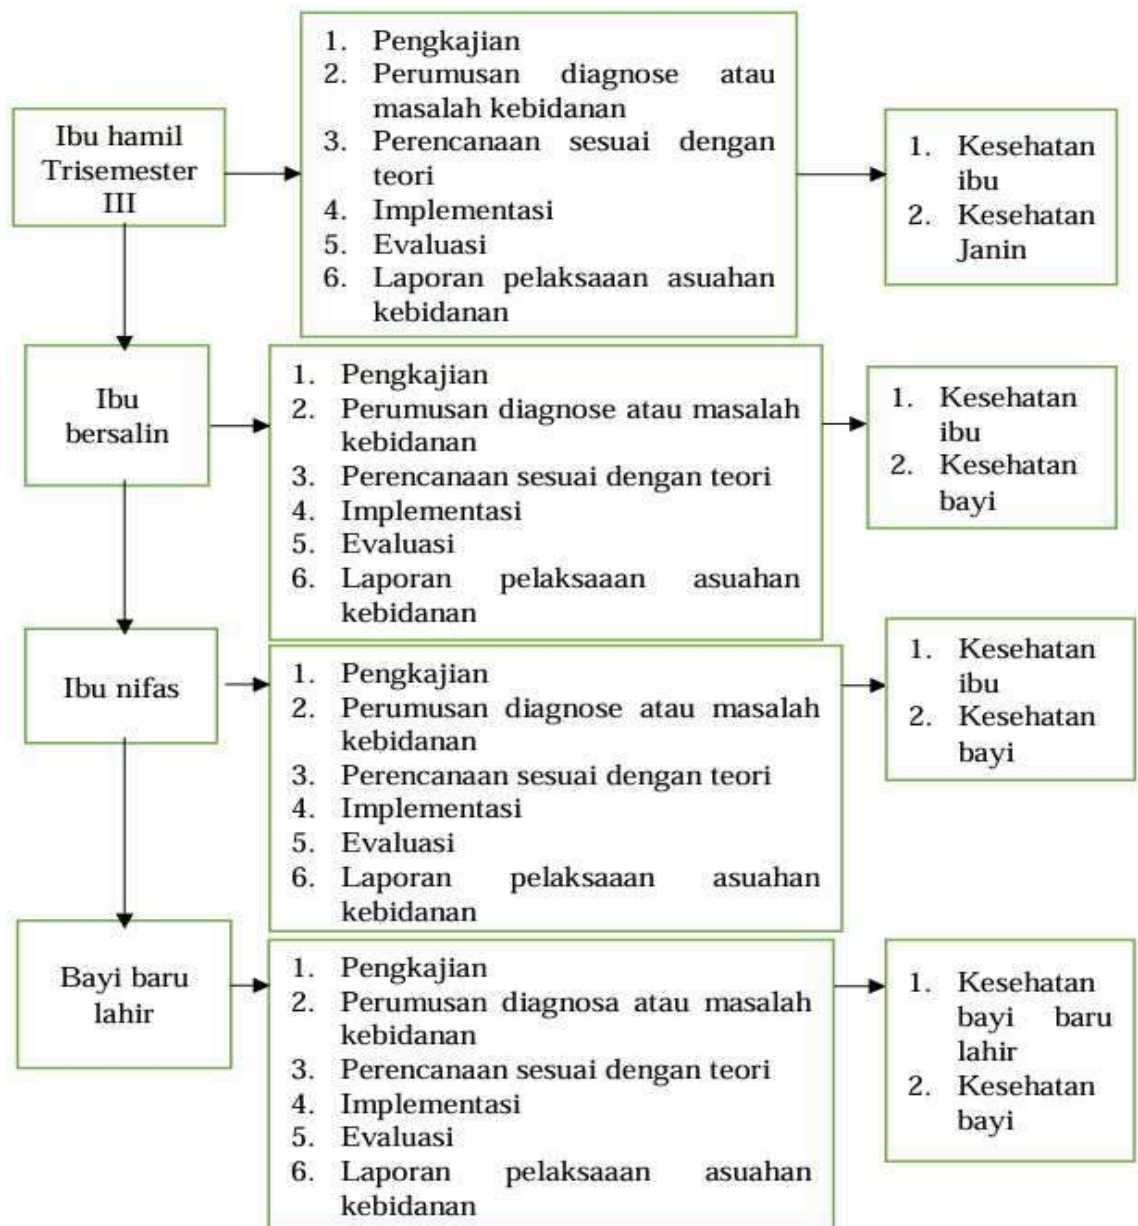 Ibu hamil
Trisemester
III
1. Pengkajian
2. Perumusan diagnose atau
masalah kebidanan
3. Perencanaan sesuai dengan
teori
4. Implementasi
5. Evaluasi
6. Laporan pelaksaaan asuahan
kebidanan
1. Kesehatan
ibu
2. Kesehatan
Janin
Ibu
bersalin
1. Pengkajian
2. Perumusan diagnose atau masalah
kebidanan
3. Perencanaan sesuai dengan teori
4. Implementasi
5. Evaluasi
6. Laporan pelaksaaan asuahan
kebidanan
1. Kesehatan
ibu
2. Kesehatan
bayi
Ibu nifas
1. Pengkajian
2. Perumusan diagnose atau masalah
kebidanan
3. Perencanaan sesuai dengan teori
4. Implementasi
5. Evaluasi
6. Laporan pelaksaaan asuahan
kebidanan
1. Kesehatan
ibu
2. Kesehatan
bayi
Bayi baru
lahir
1. Pengkajian
2. Perumusan diagnosa atau masalah
kebidanan
3. Perencanaan sesuai dengan teori
4. Implementasi
5. Evaluasi
6. Laporan pelaksaaan asuahan
kebidanan
1. Kesehatan
bayi baru
lahir
2. Kesehatan
bayi